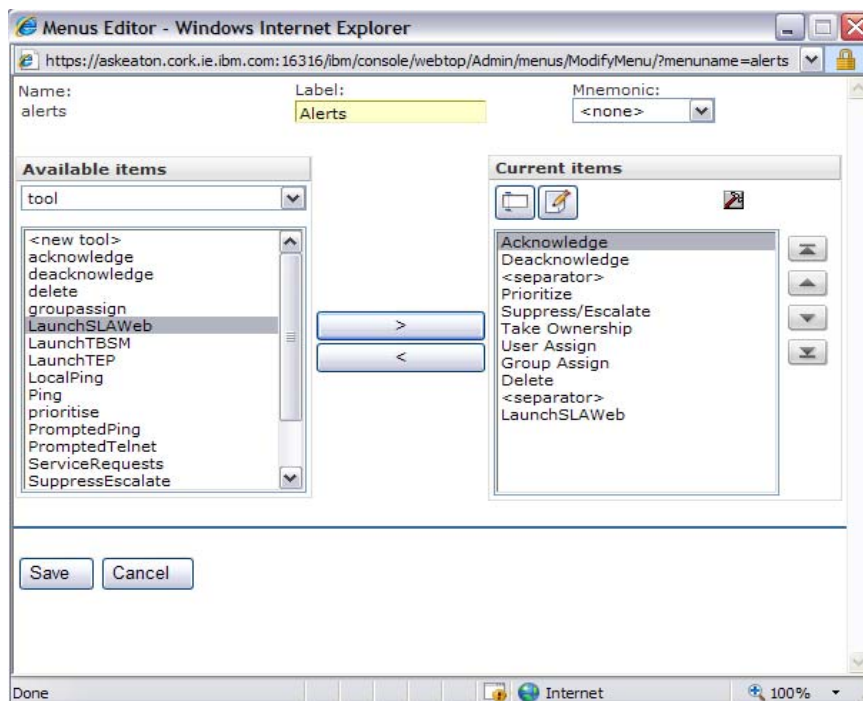 Menus Editor - Windows Internet Explorer
https://askeaton.cork.ie.ibm.com:16316/ibm/console/webtop/Admin/menus/ModifyMenu/?menuname=alerts
Name: Label: Mnemonic:
alerts Alerts <none>
Available items
tool
<new tool>
acknowledge
deacknowledge
delete
groupassign
LaunchSLAWeb
LaunchTBSM
LaunchTEP
LocalPing
Ping
prioritise
PromptedPing
PromptedTelnet
ServiceRequests
SuppressEscalate
>
<
Current items
Acknowledge
Deacknowledge
<separator>
Prioritize
Suppress/Escalate
Take Ownership
User Assign
Group Assign
Delete
<separator>
LaunchSLAWeb
Save Cancel
Done Internet 100%